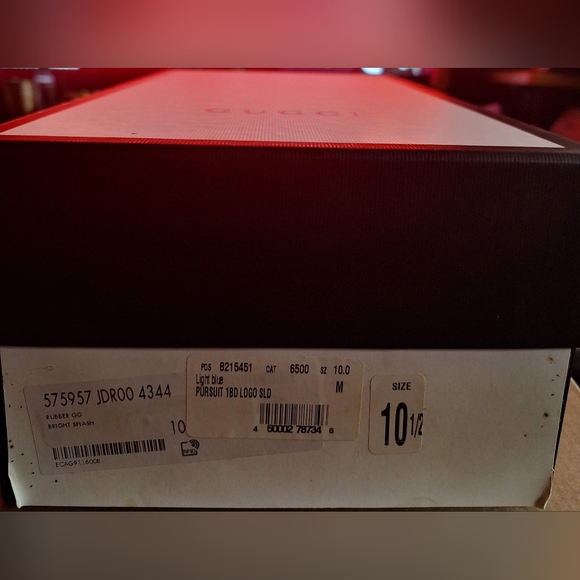 GUCCI
575957 JDR00 4344
RUBBER GG
BRIGHT SPLASH
10
RFID
POS 8215451 CAT 6500 SZ 10.0
Light blue
M
PURSUIT 18D LOGO SLD
4 50002 78734 6
SIZE
10 1/2